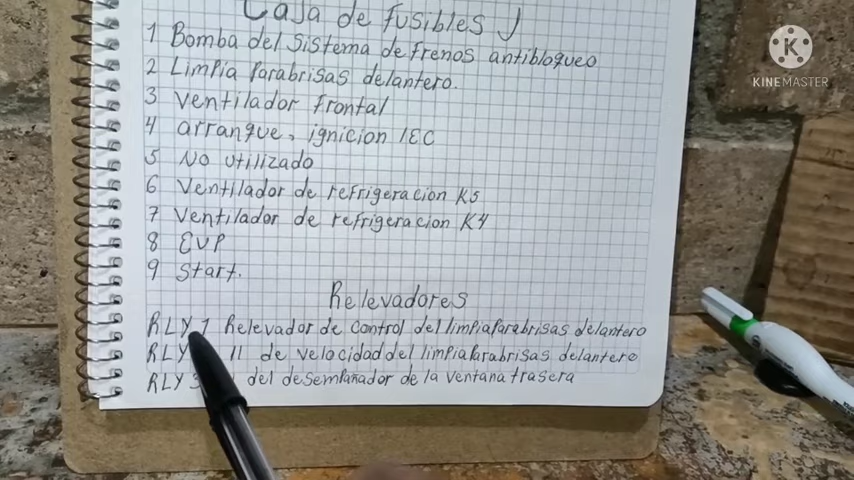 Caja de fusibles J
1 Bomba del Sistema de frenos antibloqueo
2 Limpia Parabrisas delantero.
3 Ventilador frontal
4 arranque, ignicion IEC
5 No utilizado
6 Ventilador de refrigeracion K5
7 Ventilador de refrigeracion K4
8 EVP
9 Start.
Relevadores
RLY 1 Relevador de control del limpiaparabrisas delantero
RLY 11 de velocidad del limpiaparabrisas delantero
RLY 3 del desempañador de la ventana trasera
K
KINEMASTER